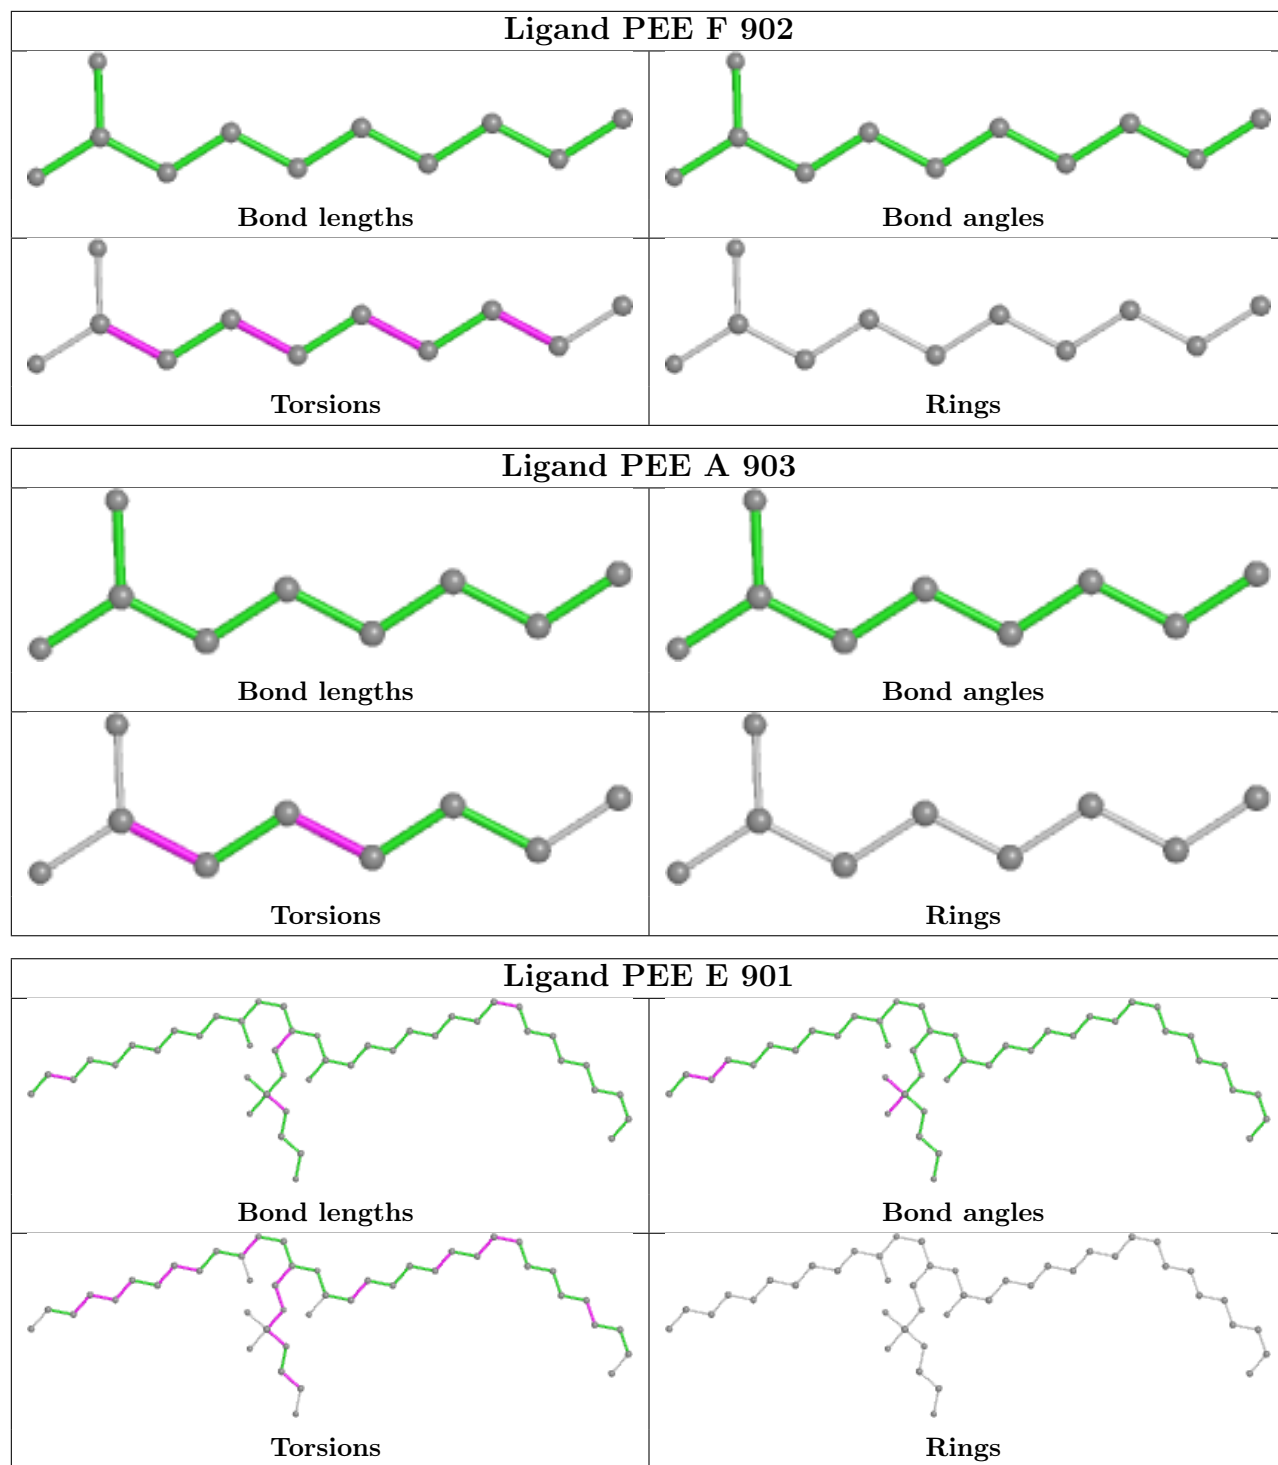 Ligand PEE F 902
Bond lengths
Bond angles
Torsions
Rings
Ligand PEE A 903
Bond lengths
Bond angles
Torsions
Rings
Ligand PEE E 901
Bond lengths
Bond angles
Torsions
Rings